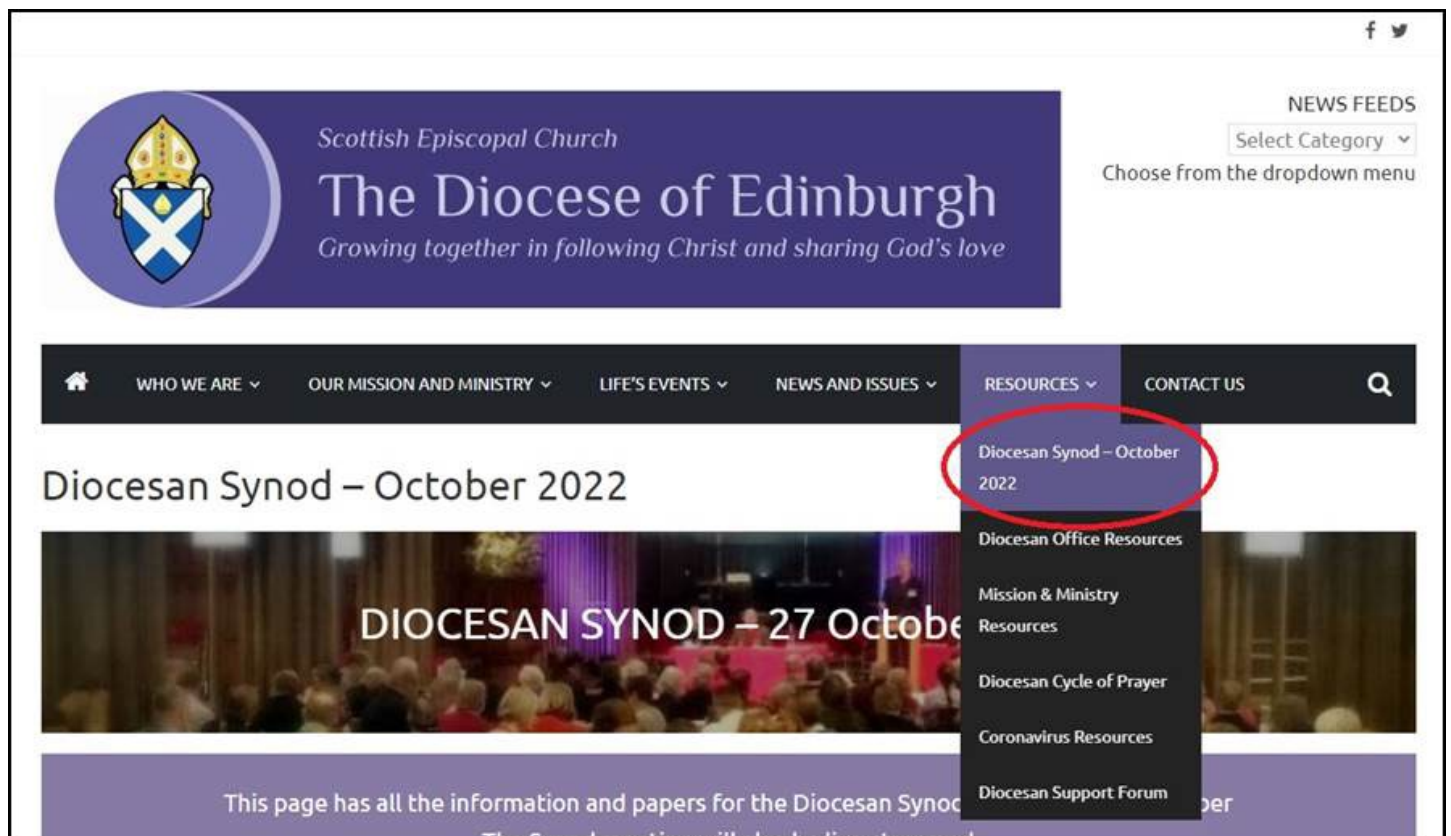 NEWS FEEDS
Select Category
Choose from the dropdown menu
Scottish Episcopal Church
The Diocese of Edinburgh
Growing together in following Christ and sharing God's love
WHO WE ARE OUR MISSION AND MINISTRY LIFE'S EVENTS NEWS AND ISSUES RESOURCES CONTACT US
Diocesan Synod – October
2022
Diocesan Office Resources
Mission & Ministry
Resources
Diocesan Cycle of Prayer
Coronavirus Resources
Diocesan Support Forum
Diocesan Synod – October 2022
DIOCESAN SYNOD – 27 Octobe
This page has all the information and papers for the Diocesan Synod